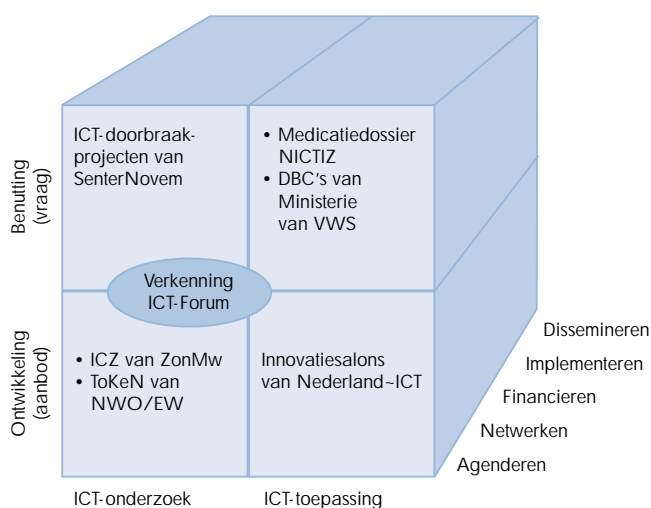 Benutting
(vraag)
ICT-doorbraak-
projecten van
SenterNovem
• Medicatiedossier
NICTIZ
• DBC's van
Ministerie
van VWS
Verkenning
ICT-Forum
Ontwikkeling
(aanbod)
• ICZ van ZonMw
• ToKeN van
NWO/EW
Innovatiesalons
van Nederland~ICT
Dissemineren
Implementeren
Financieren
Netwerken
Agenderen
ICT-onderzoek
ICT-toepassing